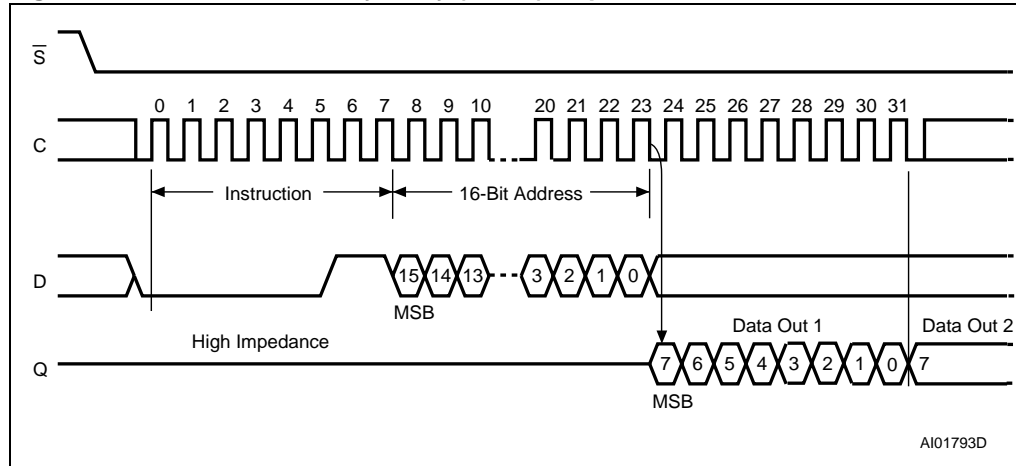 S
0 1 2 3 4 5 6 7 8 9 10 20 21 22 23 24 25 26 27 28 29 30 31
C
Instruction 16-Bit Address
D
15 14 13 3 2 1 0
MSB
High Impedance
Data Out 1 Data Out 2
Q
7 6 5 4 3 2 1 0 7
MSB
AI01793D